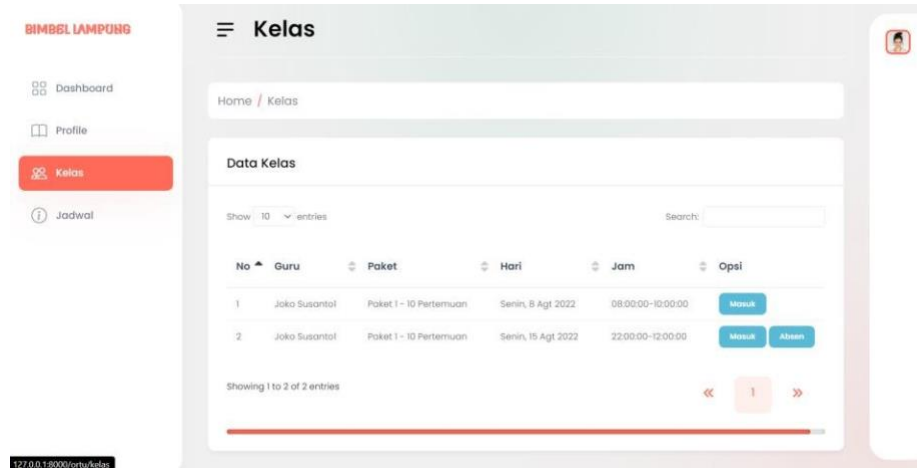 BIMBEL LAMPUNG
Kelas
Dashboard
Profile
Kelas
Jadwal
Home / Kelas
Data Kelas
Show 10 entries
Search:
No Guru Paket Hari Jam Opsi
1 Joko Susantol Paket 1 - 10 Pertemuan Senin, 8 Agt 2022 08:00:00-10:00:00 Masuk
2 Joko Susantol Paket 1 - 10 Pertemuan Senin, 15 Agt 2022 22:00:00-12:00:00 Masuk Absen
Showing 1 to 2 of 2 entries
« 1 »
127.0.0.1:8000/ortu/kelas